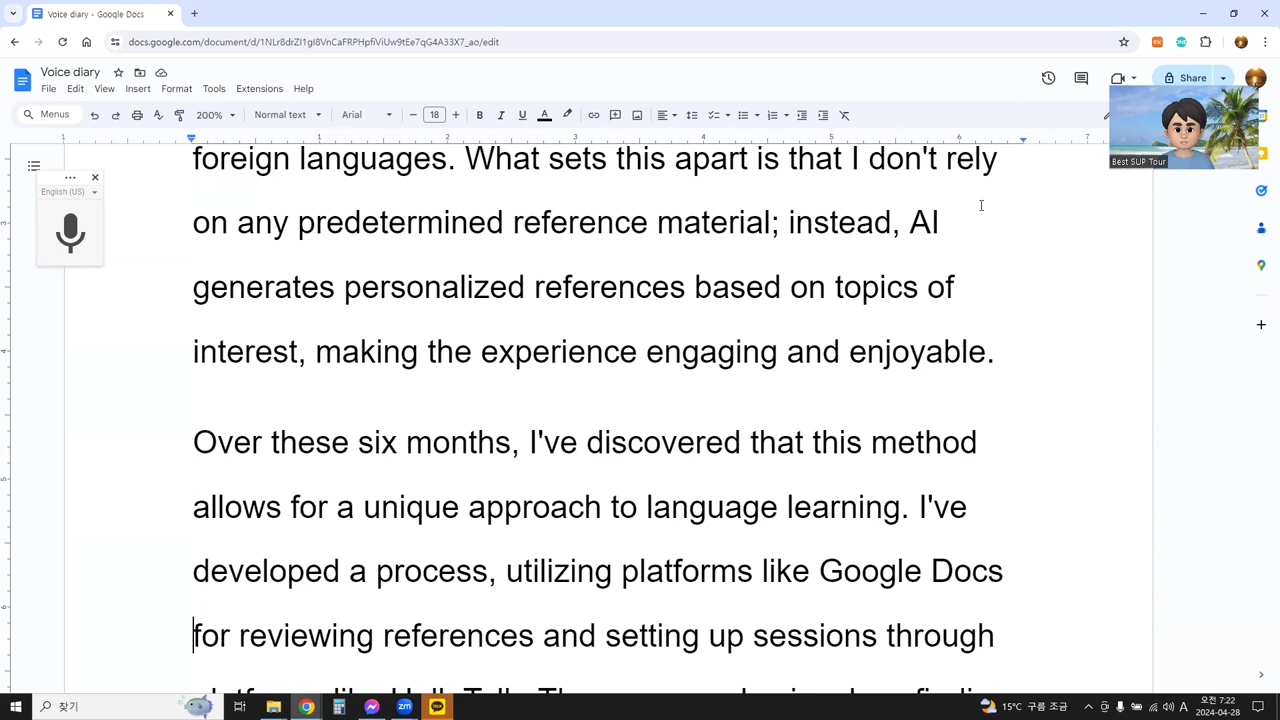 Voice diary - Google Docs
docs.google.com/document/d/1NLr8drZI1gI8VnCaFRPHpfiViUw9tEe7qG4A33X7_ao/edit
Voice diary
File Edit View Insert Format Tools Extensions Help
Share
Menus
200%
Normal text
Arial
18
Best SUP Tour
English (US)
foreign languages. What sets this apart is that I don't rely
on any predetermined reference material; instead, AI
generates personalized references based on topics of
interest, making the experience engaging and enjoyable.
Over these six months, I've discovered that this method
allows for a unique approach to language learning. I've
developed a process, utilizing platforms like Google Docs
for reviewing references and setting up sessions through
찾기
15℃ 구름 조금
오전 7:22
2024-04-28